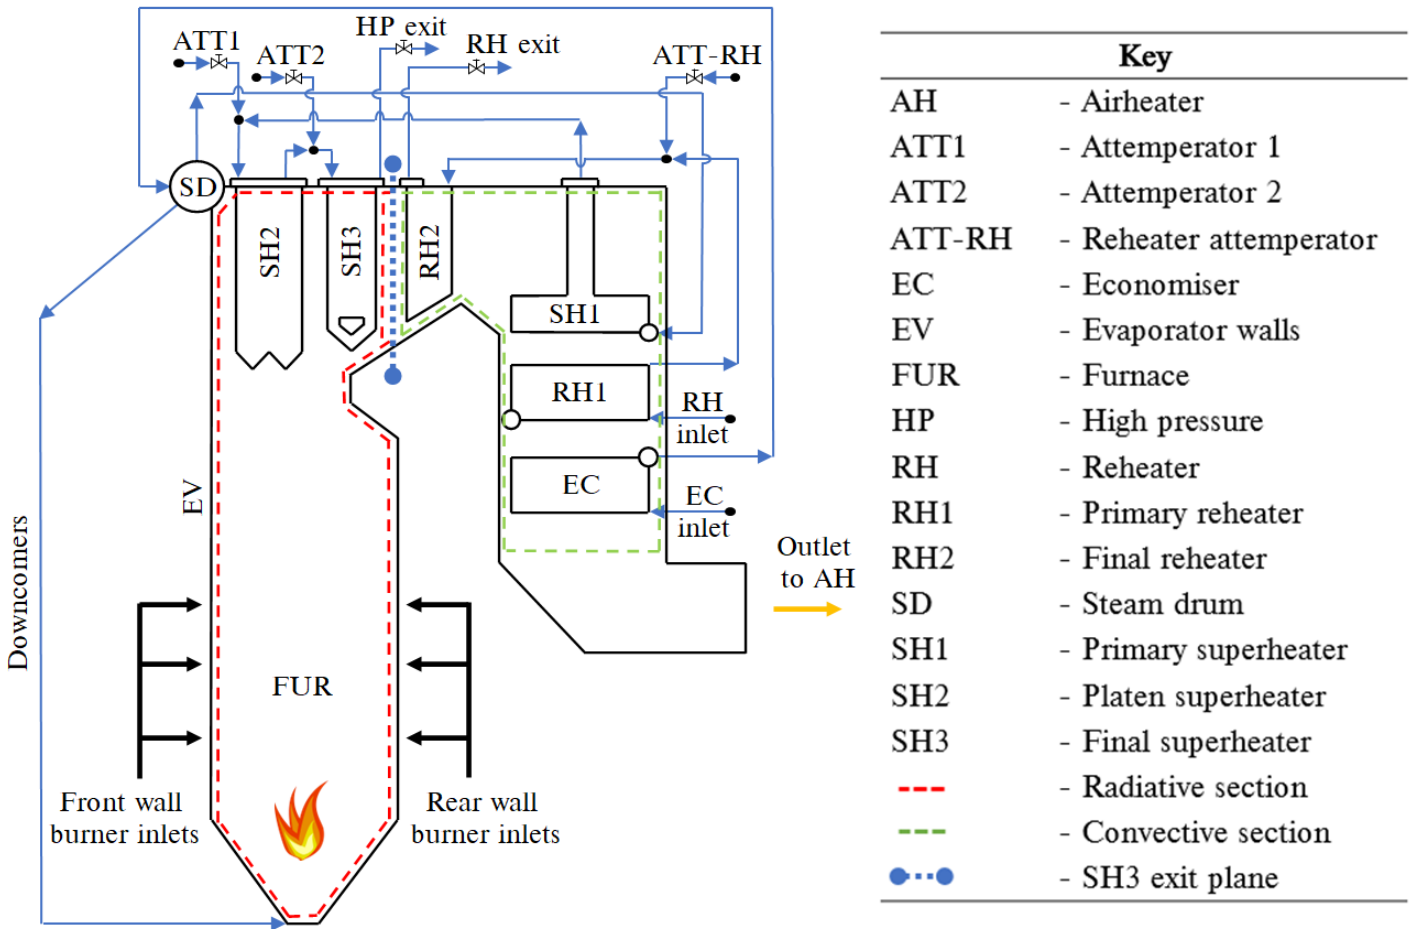 HP exit
RH exit
ATT1
ATT2
ATT-RH
SD
SH2
SH3
RH2
SH1
RH1
RH
inlet
EC
EC
inlet
EV
Downcomers
Outlet
to AH
FUR
Front wall
burner inlets
Rear wall
burner inlets
Key
AH - Airheater
ATT1 - Attemperator 1
ATT2 - Attemperator 2
ATT-RH - Reheater attemperator
EC - Economiser
EV - Evaporator walls
FUR - Furnace
HP - High pressure
RH - Reheater
RH1 - Primary reheater
RH2 - Final reheater
SD - Steam drum
SH1 - Primary superheater
SH2 - Platen superheater
SH3 - Final superheater
- Radiative section
- Convective section
- SH3 exit plane